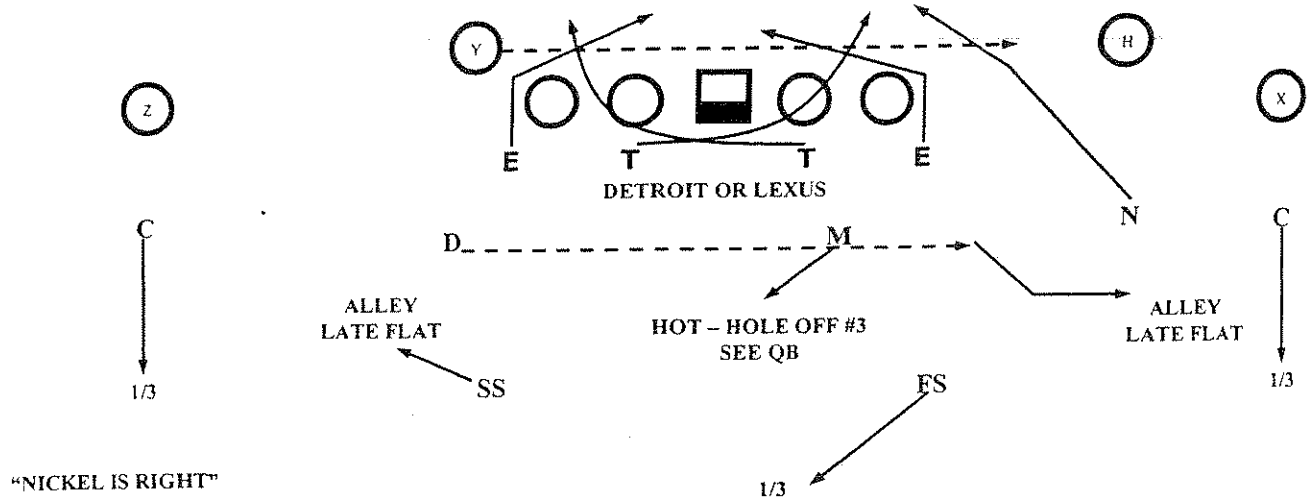 Y
H
Z
X
E T T E
DETROIT OR LEXUS
N
C
C
D
M
ALLEY
LATE FLAT
HOT – HOLE OFF #3
SEE QB
ALLEY
LATE FLAT
1/3
SS
FS
1/3
"NICKEL IS RIGHT"
1/3